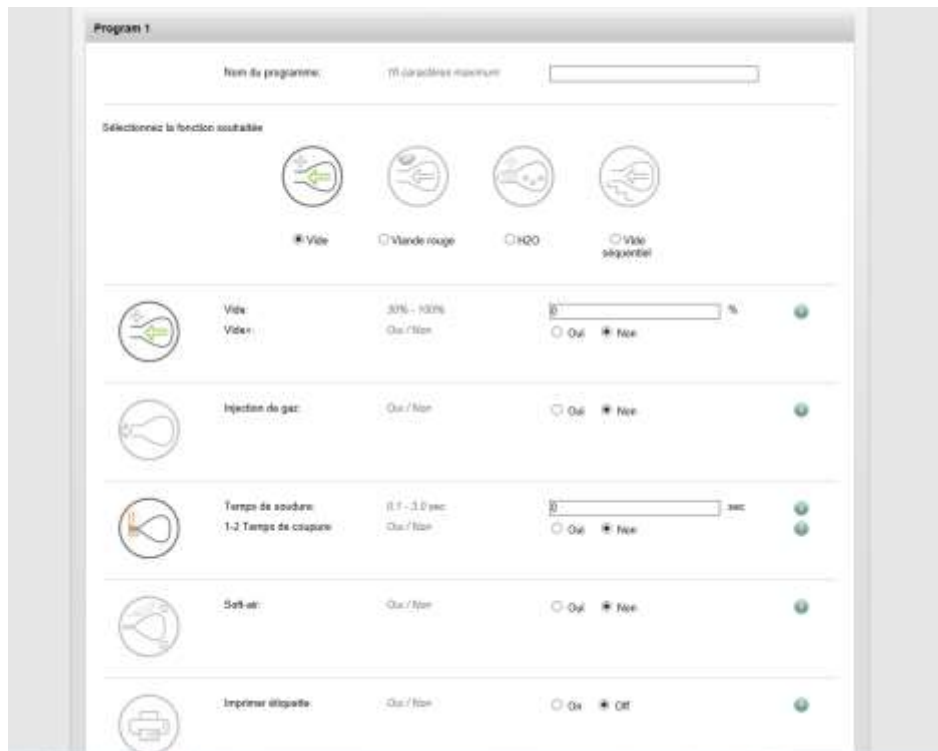 Program 1
Nom du programme: caractères maximum
Sélectionnez la fonction souhaitée
Vide
Viande rouge
H2O
Vide
séquentiel
Vide 30% - 100% 0 %
Vide+: Oui / Non Oui Non
Injection de gaz: Oui / Non Oui Non
Temps de soudure: 0.1 - 3.0 sec 0 sec
1-2 Temps de coupure Oui / Non Oui Non
Soft-air: Oui / Non Oui Non
Imprimer étiquette Oui / Non On Off